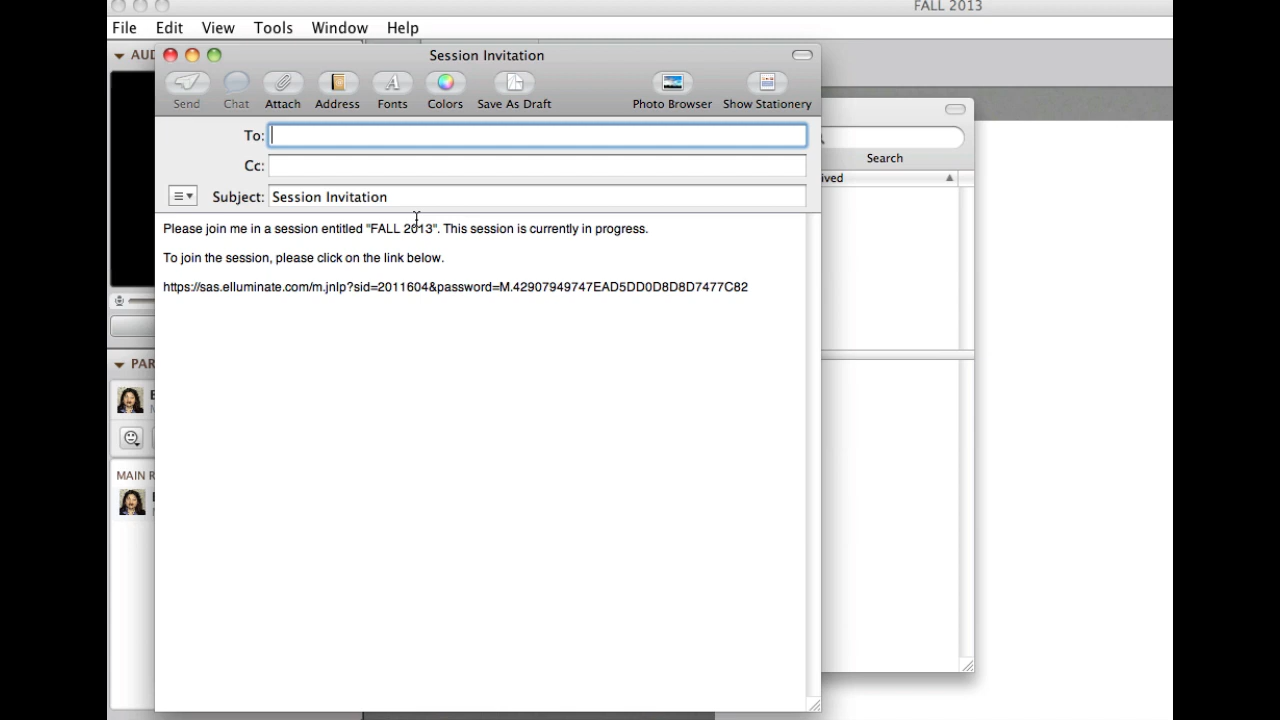 FALL 2013
File Edit View Tools Window Help
AUD
Session Invitation
Send Chat Attach Address Fonts Colors Save As Draft Photo Browser Show Stationery
To:
Cc:
Subject: Session Invitation
Search
ived
Please join me in a session entitled "FALL 2013". This session is currently in progress.
To join the session, please click on the link below.
https://sas.elluminate.com/m.jnlp?sid=2011604&password=M.42907949747EAD5DD0D8D8D7477C82
PAR
MAIN R